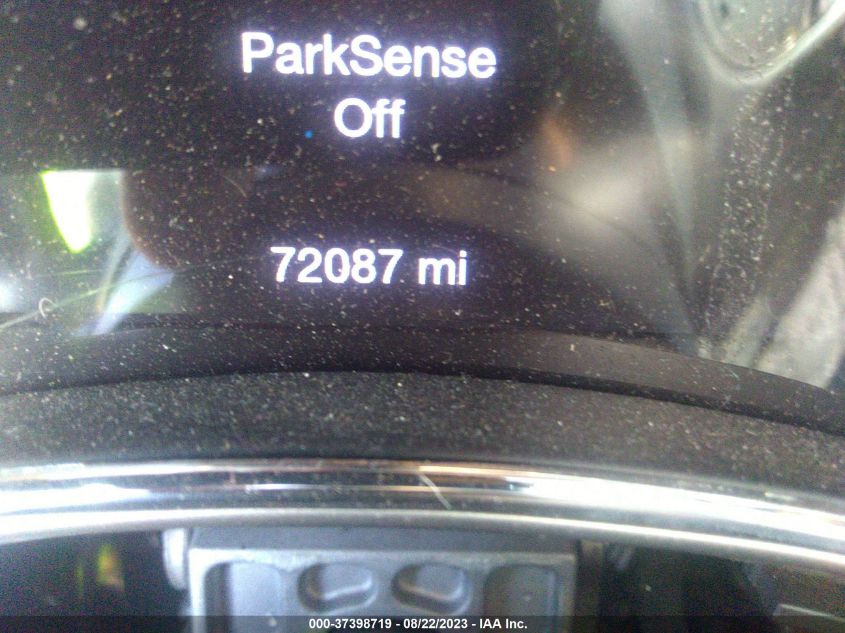 ParkSense
Off
72087 mi
000-37398719 - 08/22/2023 - IAA Inc.